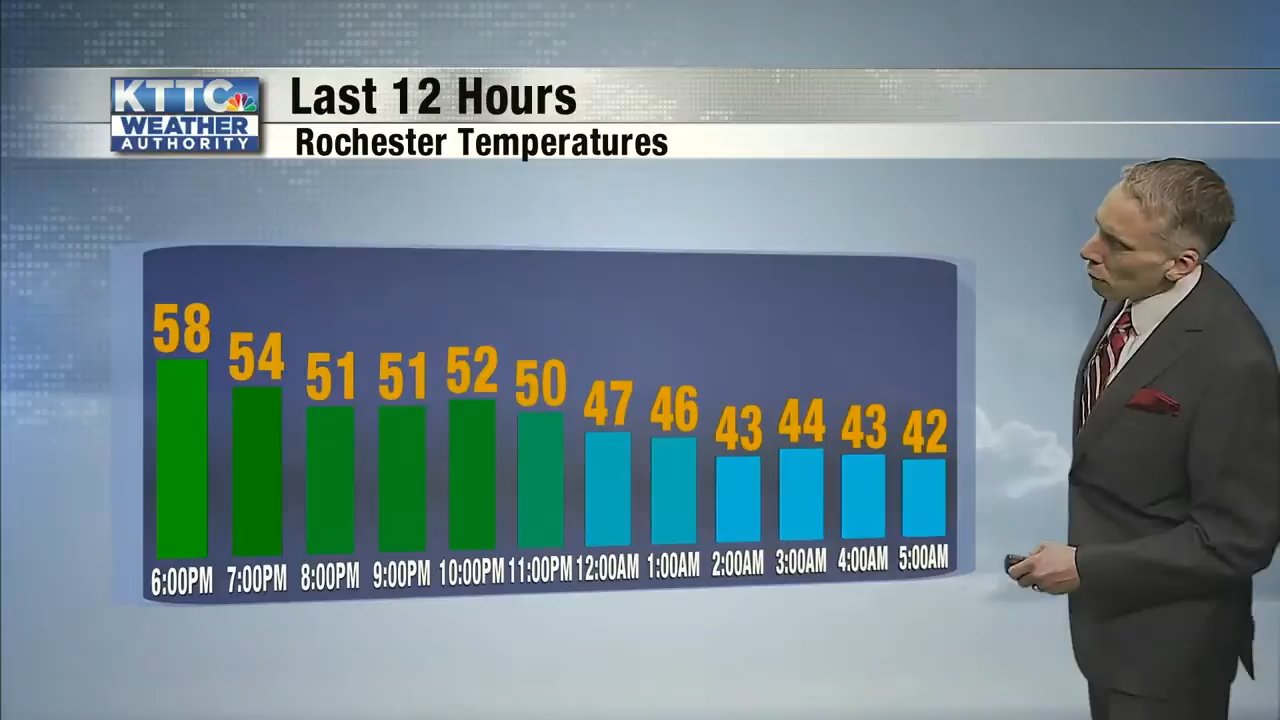 KTTC
WEATHER
AUTHORITY
Last 12 Hours
Rochester Temperatures
58 54 51 51 52 50 47 46 43 44 43 42
6:00PM 7:00PM 8:00PM 9:00PM 10:00PM 11:00PM 12:00AM 1:00AM 2:00AM 3:00AM 4:00AM 5:00AM